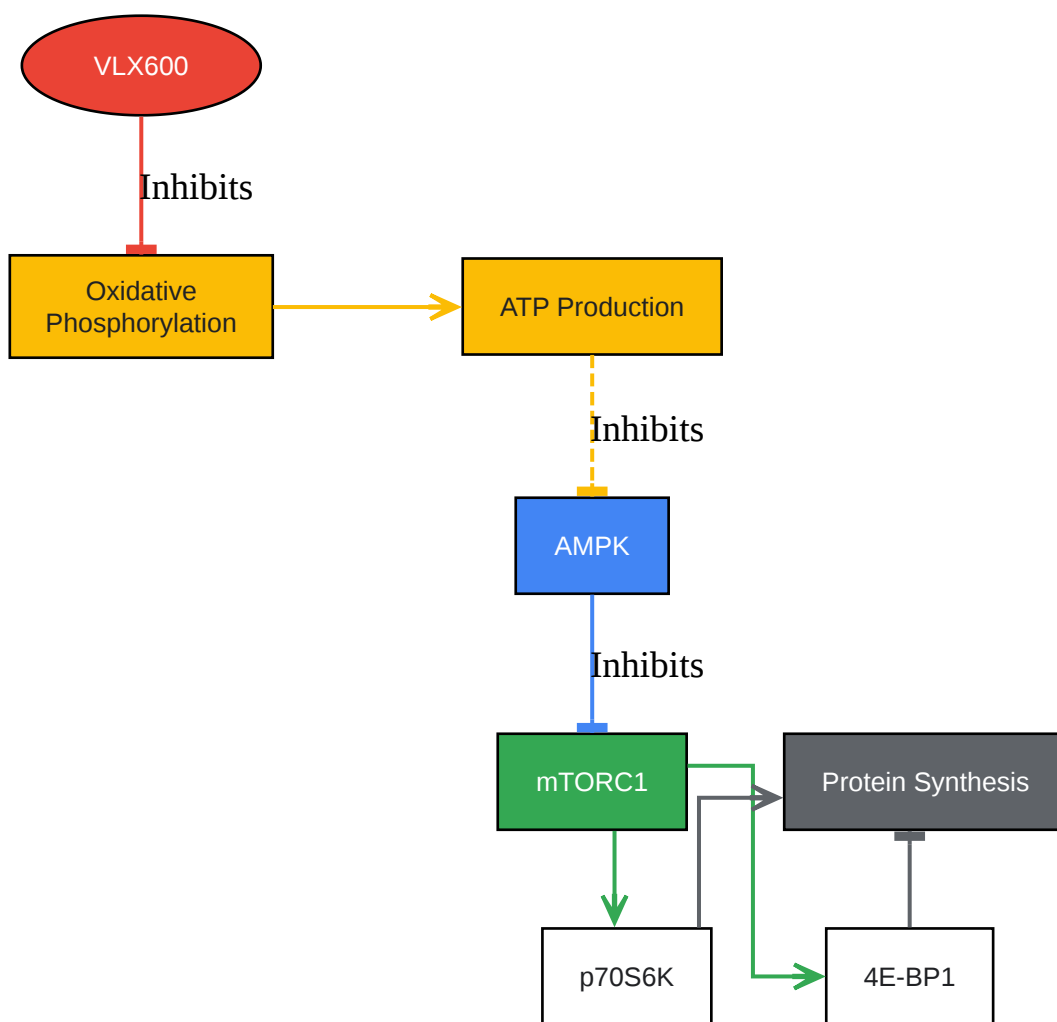 VLX600
Inhibits
Oxidative
Phosphorylation
ATP Production
Inhibits
AMPK
Inhibits
mTORC1
Protein Synthesis
p70S6K
4E-BP1